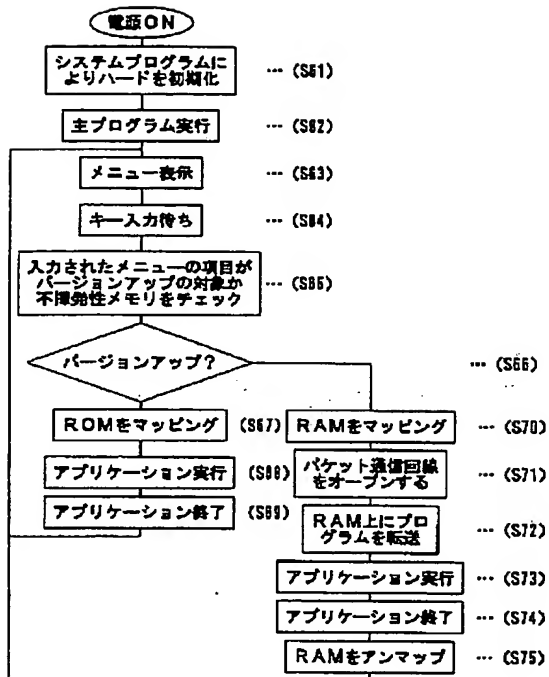 電源ON
システムプログラムに
よりハードを初期化 … (S61)
主プログラム実行 … (S62)
メニュー表示 … (S63)
キー入力待ち … (S64)
入力されたメニューの項目が
バージョンアップの対象か … (S65)
不揮発性メモリをチェック
バージョンアップ? … (S66)
ROMをマッピング (S67) RAMをマッピング … (S70)
アプリケーション実行 (S68) パケット通信回線
をオープンする … (S71)
アプリケーション終了 (S69) RAM上にプロ
グラムを転送 … (S72)
アプリケーション実行 … (S73)
アプリケーション終了 … (S74)
RAMをアンマップ … (S75)